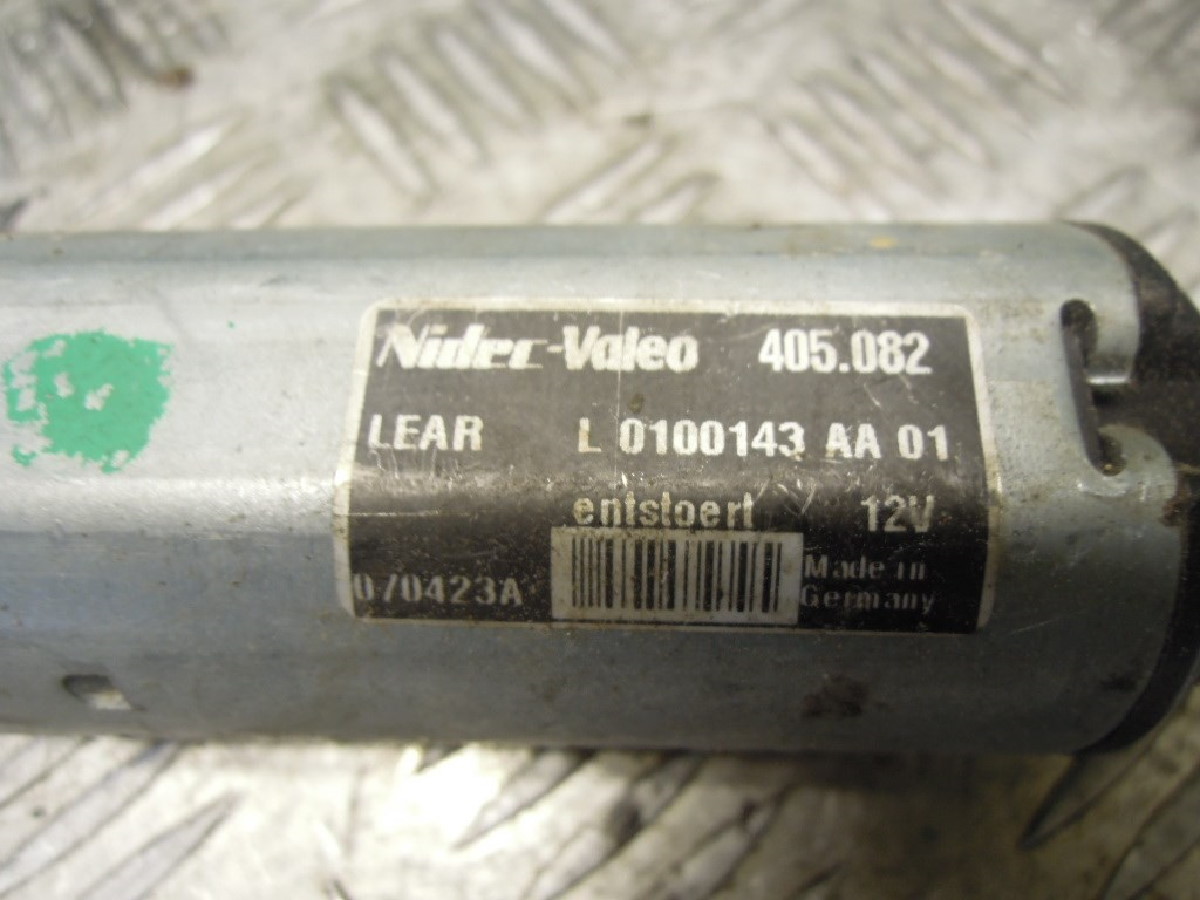 Nidec-Valeo 405.082
LEAR L 0100143 AA 01
entstoert 12V
070423A
Made in
Germany